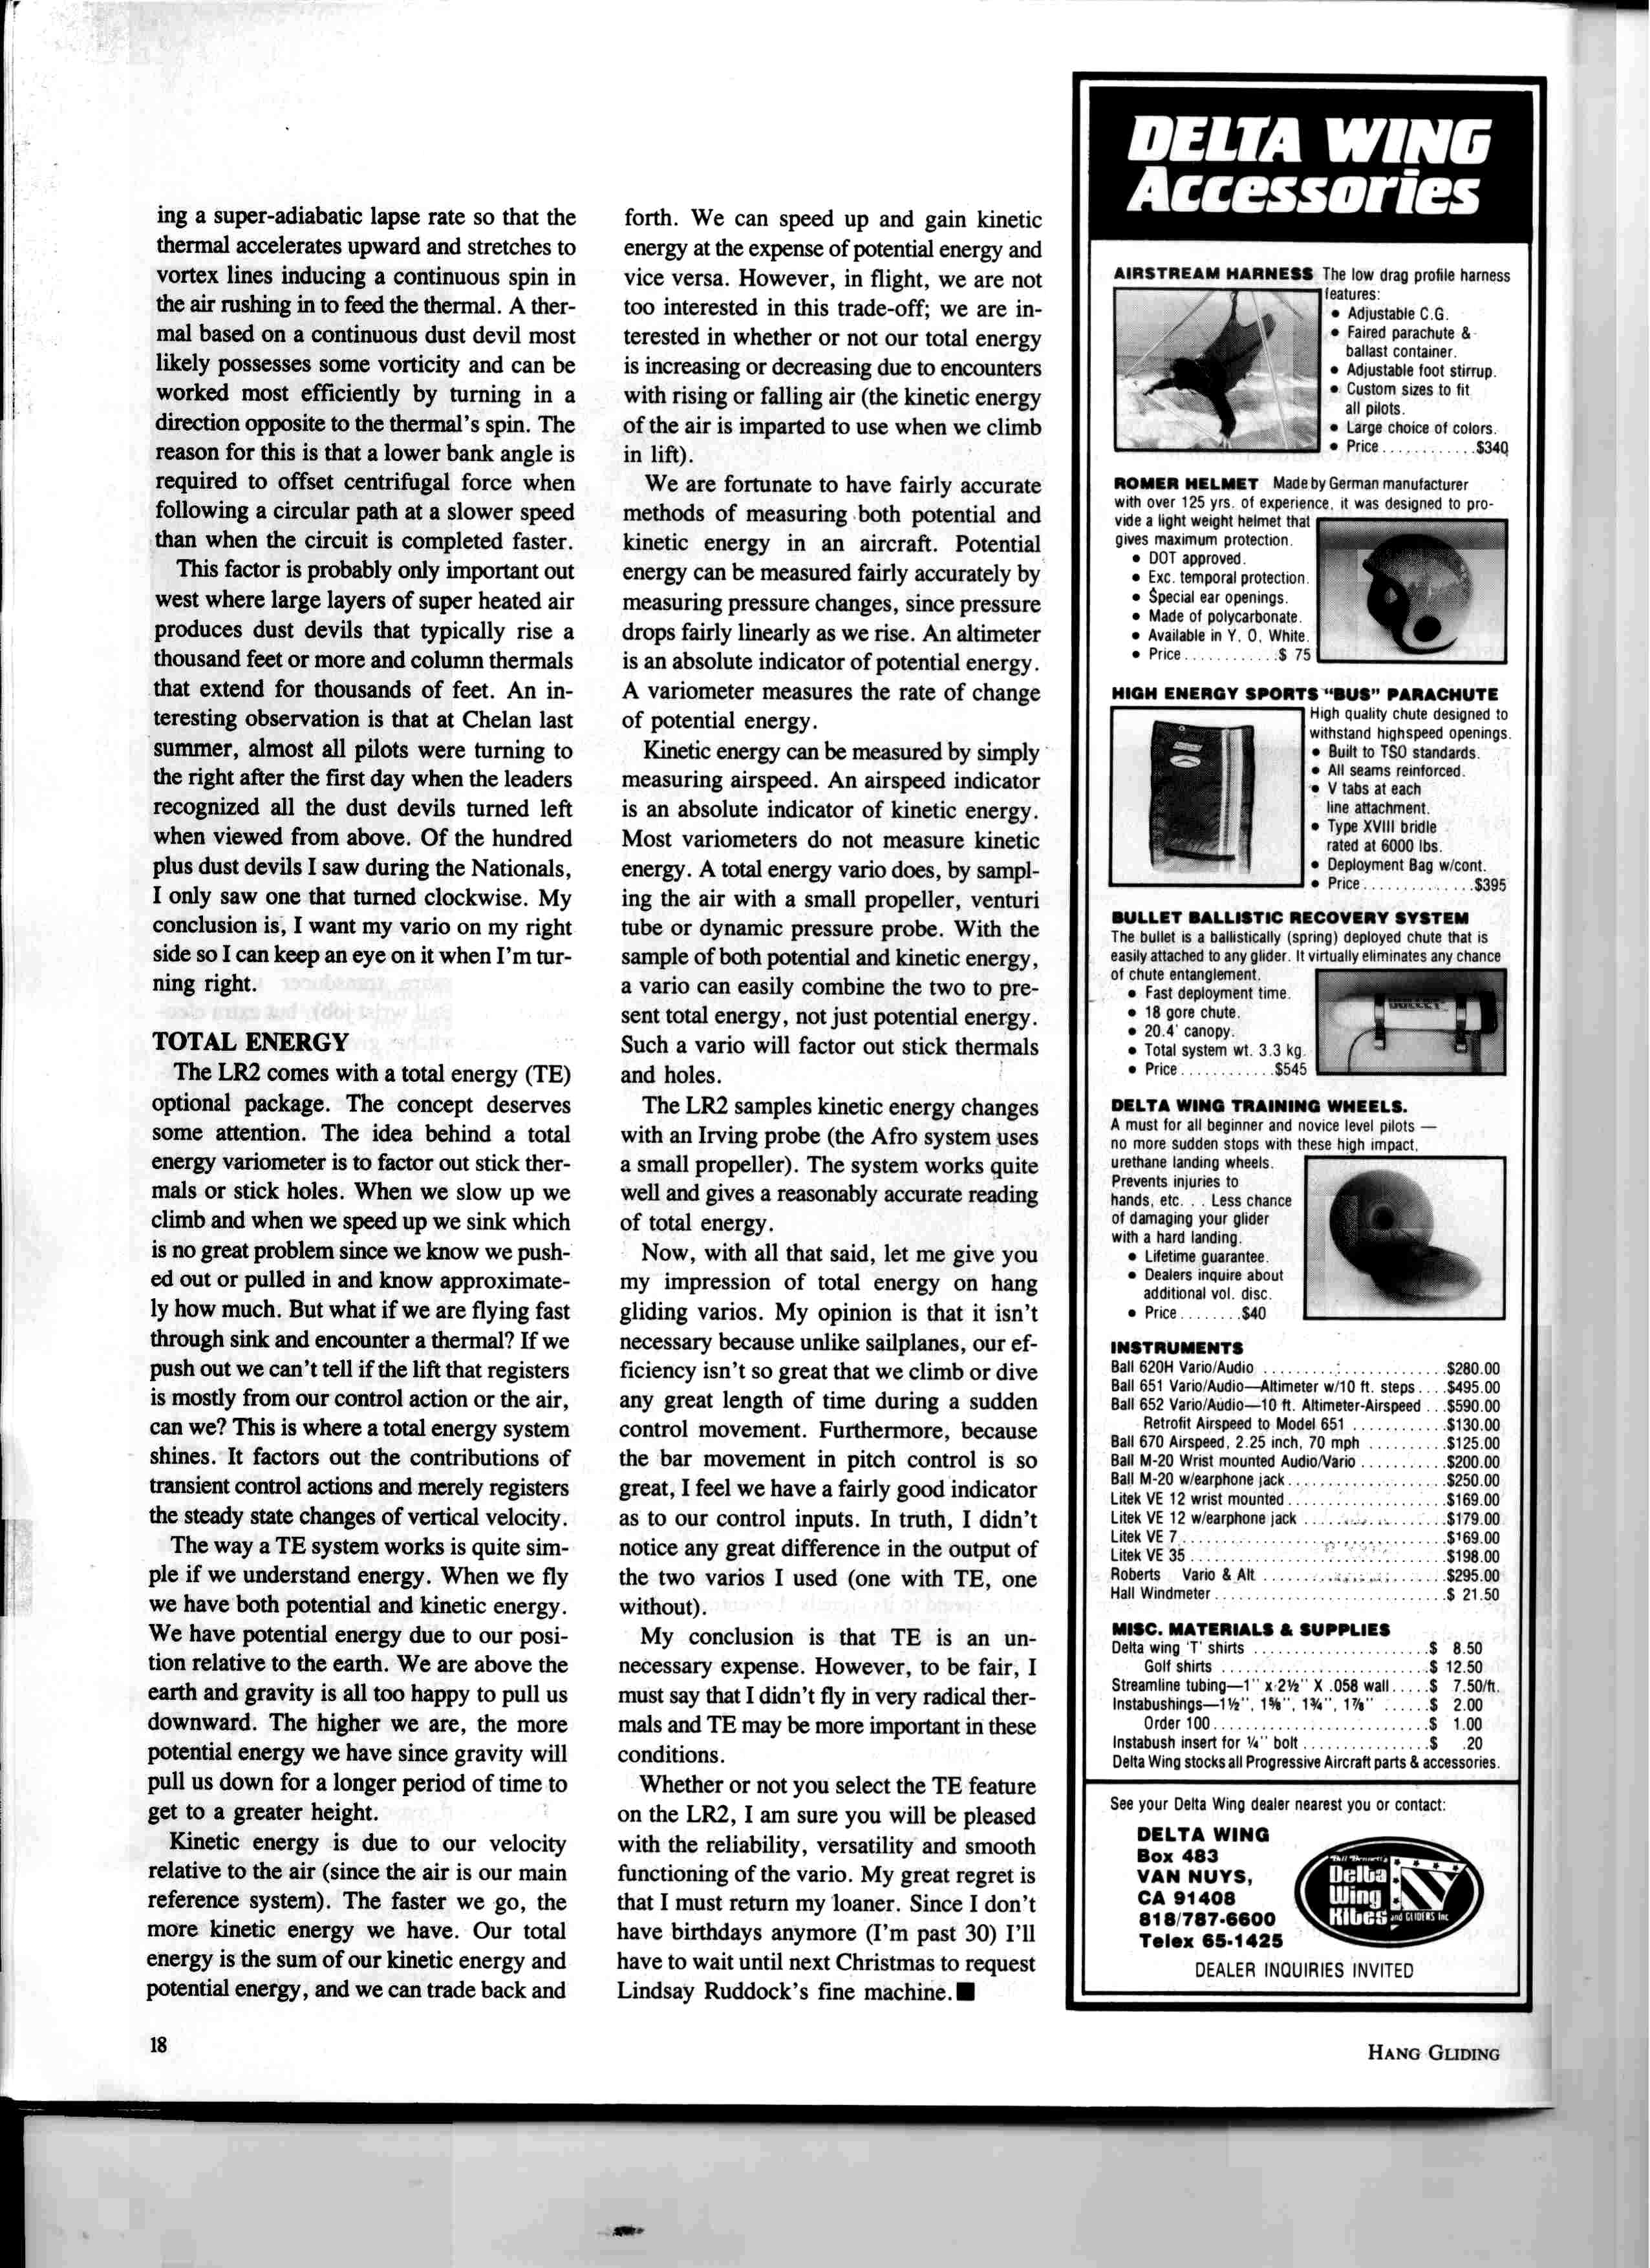 ing a super-adiabatic lapse rate so that the
thermal accelerates upward and stretches to
vortex lines inducing a continuous spin in
the air rushing in to feed the thermal. A ther-
mal based on a continuous dust devil most
likely possesses some vorticity and can be
worked most efficiently by turning in a
direction opposite to the thermal's spin. The
reason for this is that a lower bank angle is
required to offset centrifugal force when
following a circular path at a slower speed
than when the circuit is completed faster.
This factor is probably only important out
west where large layers of super heated air
produces dust devils that typically rise a
thousand feet or more and column thermals
that extend for thousands of feet. An in-
teresting observation is that at Chelan last
summer, almost all pilots were turning to
the right after the first day when the leaders
recognized all the dust devils turned left
when viewed from above. Of the hundred
plus dust devils I saw during the Nationals,
I only saw one that turned clockwise. My
conclusion is, I want my vario on my right
side so I can keep an eye on it when I'm tur-
ning right.
TOTAL ENERGY
The LR2 comes with a total energy (TE)
optional package. The concept deserves
some attention. The idea behind a total
energy variometer is to factor out stick ther-
mals or stick holes. When we slow up we
climb and when we speed up we sink which
is no great problem since we know we push-
ed out or pulled in and know approximate-
ly how much. But what if we are flying fast
through sink and encounter a thermal? If we
push out we can't tell if the lift that registers
is mostly from our control action or the air,
can we? This is where a total energy system
shines. It factors out the contributions of
transient control actions and merely registers
the steady state changes of vertical velocity.
The way a TE system works is quite sim-
ple if we understand energy. When we fly
we have both potential and kinetic energy.
We have potential energy due to our posi-
tion relative to the earth. We are above the
earth and gravity is all too happy to pull us
downward. The higher we are, the more
potential energy we have since gravity will
pull us down for a longer period of time to
get to a greater height.
Kinetic energy is due to our velocity
relative to the air (since the air is our main
reference system). The faster we go, the
more kinetic energy we have. Our total
energy is the sum of our kinetic energy and
potential energy, and we can trade back and
forth. We can speed up and gain kinetic
energy at the expense of potential energy and
vice versa. However, in flight, we are not
too interested in this trade-off; we are in-
terested in whether or not our total energy
is increasing or decreasing due to encounters
with rising or falling air (the kinetic energy
of the air is imparted to use when we climb
in lift).
We are fortunate to have fairly accurate
methods of measuring both potential and
kinetic energy in an aircraft. Potential
energy can be measured fairly accurately by
measuring pressure changes, since pressure
drops fairly linearly as we rise. An altimeter
is an absolute indicator of potential energy.
A variometer measures the rate of change
of potential energy.
Kinetic energy can be measured by simply
measuring airspeed. An airspeed indicator
is an absolute indicator of kinetic energy.
Most variometers do not measure kinetic
energy. A total energy vario does, by sampl-
ing the air with a small propeller, venturi
tube or dynamic pressure probe. With the
sample of both potential and kinetic energy,
a vario can easily combine the two to pre-
sent total energy, not just potential energy.
Such a vario will factor out stick thermals
and holes.
The LR2 samples kinetic energy changes
with an Irving probe (the Afro system uses
a small propeller). The system works quite
well and gives a reasonably accurate reading
of total energy.
Now, with all that said, let me give you
my impression of total energy on hang
gliding varios. My opinion is that it isn't
necessary because unlike sailplanes, our ef-
ficiency isn't so great that we climb or dive
any great length of time during a sudden
control movement. Furthermore, because
the bar movement in pitch control is so
great, I feel we have a fairly good indicator
as to our control inputs. In truth, I didn't
notice any great difference in the output of
the two varios I used (one with TE, one
without).
My conclusion is that TE is an un-
necessary expense. However, to be fair, I
must say that I didn't fly in very radical ther-
mals and TE may be more important in these
conditions.
Whether or not you select the TE feature
on the LR2, I am sure you will be pleased
with the reliability, versatility and smooth
functioning of the vario. My great regret is
that I must return my loaner. Since I don't
have birthdays anymore (I'm past 30) I'll
have to wait until next Christmas to request
Lindsay Ruddock's fine machine.■
DELTA WING
Accessories
AIRSTREAM HARNESS The low drag profile harness
features:
• Adjustable C.G.
• Faired parachute &
ballast container.
• Adjustable foot stirrup.
• Custom sizes to fit
all pilots.
• Large choice of colors.
• Price............$340
ROMER HELMET Made by German manufacturer
with over 125 yrs. of experience, it was designed to pro-
vide a light weight helmet that
gives maximum protection.
• DOT approved.
• Exc. temporal protection.
• Special ear openings.
• Made of polycarbonate.
• Available in Y, O, White.
• Price............$ 75
HIGH ENERGY SPORTS "BUS" PARACHUTE
High quality chute designed to
withstand highspeed openings.
• Built to TSO standards.
• All seams reinforced.
• V tabs at each
line attachment.
• Type XVIII bridle
rated at 6000 lbs.
• Deployment Bag w/cont.
• Price..............$395
BULLET BALLISTIC RECOVERY SYSTEM
The bullet is a ballistically (spring) deployed chute that is
easily attached to any glider. It virtually eliminates any chance
of chute entanglement.
• Fast deployment time.
• 18 gore chute.
• 20.4' canopy.
• Total system wt. 3.3 kg.
• Price............$545
BULLET
DELTA WING TRAINING WHEELS.
A must for all beginner and novice level pilots —
no more sudden stops with these high impact,
urethane landing wheels.
Prevents injuries to
hands, etc. . . Less chance
of damaging your glider
with a hard landing.
• Lifetime guarantee.
• Dealers inquire about
additional vol. disc.
• Price........$40
INSTRUMENTS
Ball 620H Vario/Audio ........................$280.00
Ball 651 Vario/Audio—Altimeter w/10 ft. steps....$495.00
Ball 652 Vario/Audio—10 ft. Altimeter-Airspeed...$590.00
Retrofit Airspeed to Model 651 ............$130.00
Ball 670 Airspeed, 2.25 inch, 70 mph ..........$125.00
Ball M-20 Wrist mounted Audio/Vario ...........$200.00
Ball M-20 w/earphone jack....................$250.00
Litek VE 12 wrist mounted....................$169.00
Litek VE 12 w/earphone jack ..................$179.00
Litek VE 7..................................$169.00
Litek VE 35.................................$198.00
Roberts Vario & Alt ........................$295.00
Hall Windmeter..............................$ 21.50
MISC. MATERIALS & SUPPLIES
Delta wing 'T' shirts ......................$ 8.50
Golf shirts ..........................$ 12.50
Streamline tubing—1" x 2½" X .058 wall.....$ 7.50/ft.
Instabushings—1½", 1⅝", 1¾", 1⅞" ......$ 2.00
Order 100...........................$ 1.00
Instabush insert for ¼" bolt................$ .20
Delta Wing stocks all Progressive Aircraft parts & accessories.
See your Delta Wing dealer nearest you or contact:
DELTA WING
Box 483
VAN NUYS,
CA 91408
818/787-6600
Telex 65-1425
Bill Bennett's
Delta
Wing
Kites and GLIDERS Inc
DEALER INQUIRIES INVITED
18
HANG GLIDING